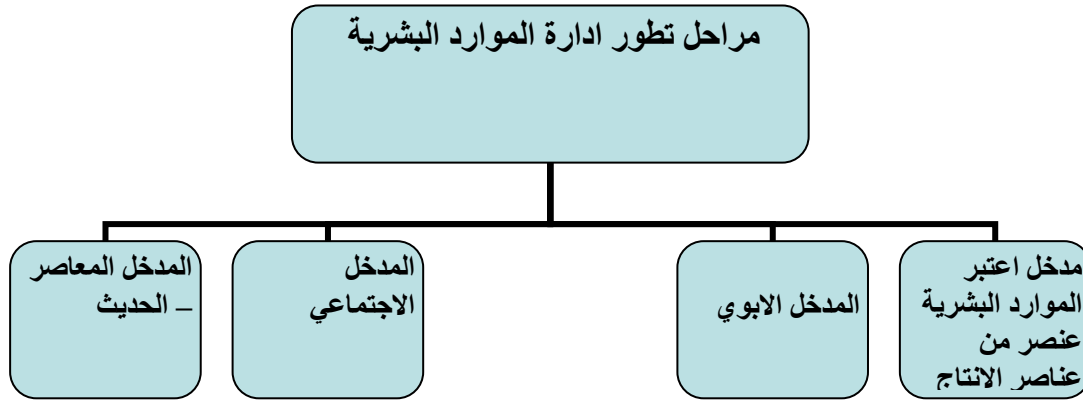 مراحل تطور ادارة الموارد البشرية
مدخل اعتبر
الموارد البشرية
عنصر من
عناصر الانتاج
المدخل الابوي
المدخل
الاجتماعي
المدخل المعاصر
– الحديث